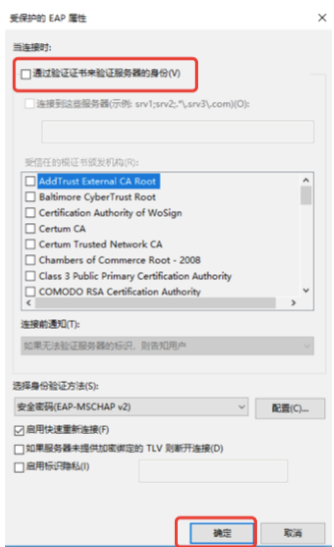 受保护的 EAP 属性
当连接时:
通过验证证书来验证服务器的身份(V)
连接到这些服务器(示例: srv1;srv2;.*\.srv3\.com)(O):
受信任的根证书颁发机构(R):
AddTrust External CA Root
Baltimore CyberTrust Root
Certification Authority of WoSign
Certum CA
Certum Trusted Network CA
Chambers of Commerce Root - 2008
Class 3 Public Primary Certification Authority
COMODO RSA Certification Authority
连接前通知(T):
如果无法验证服务器的标识，则告知用户
选择身份验证方法(S):
安全密码(EAP-MSCHAP v2)
配置(C)...
启用快速重新连接(F)
如果服务器未提供加密绑定的 TLV 则断开连接(D)
启用标识隐私(I)
确定
取消